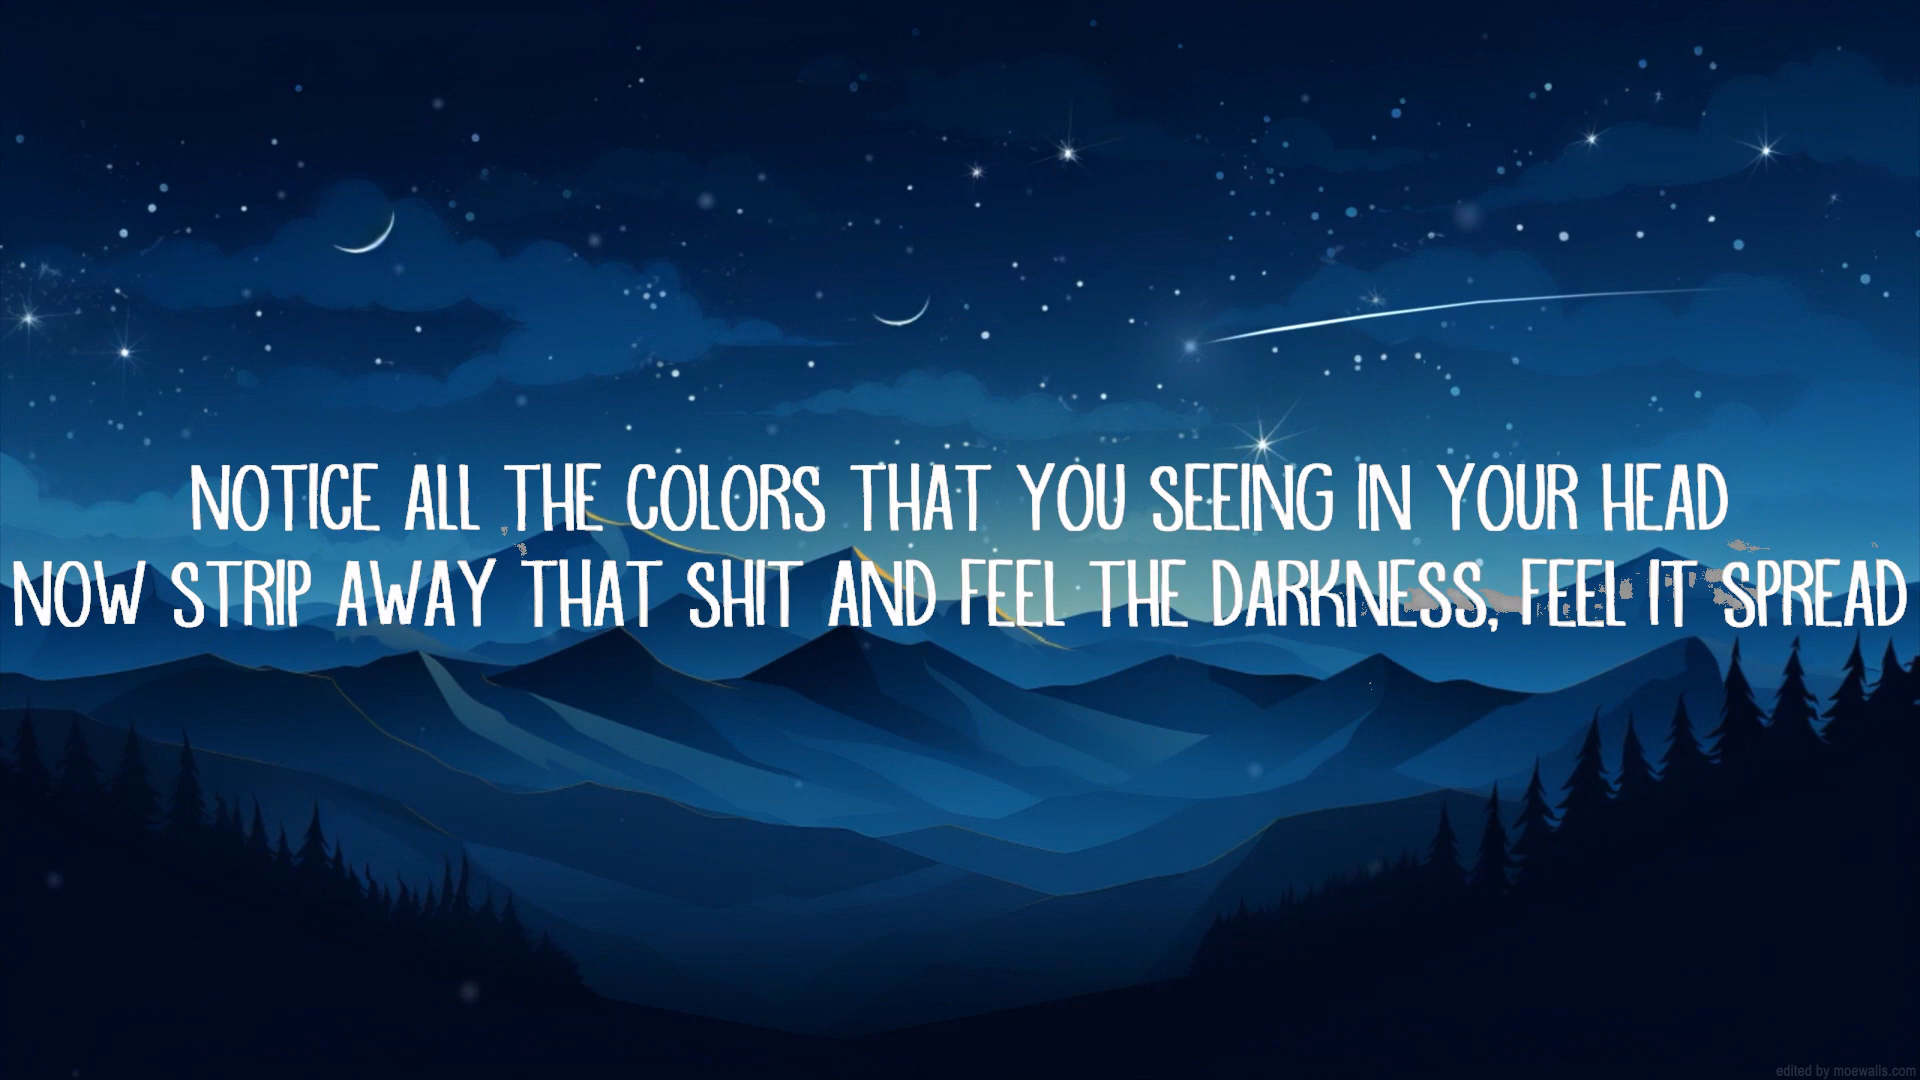 NOTICE ALL THE COLORS THAT YOU SEEING IN YOUR HEAD
NOW STRIP AWAY THAT SHIT AND FEEL THE DARKNESS, FEEL IT SPREAD
edited by moewalls.com